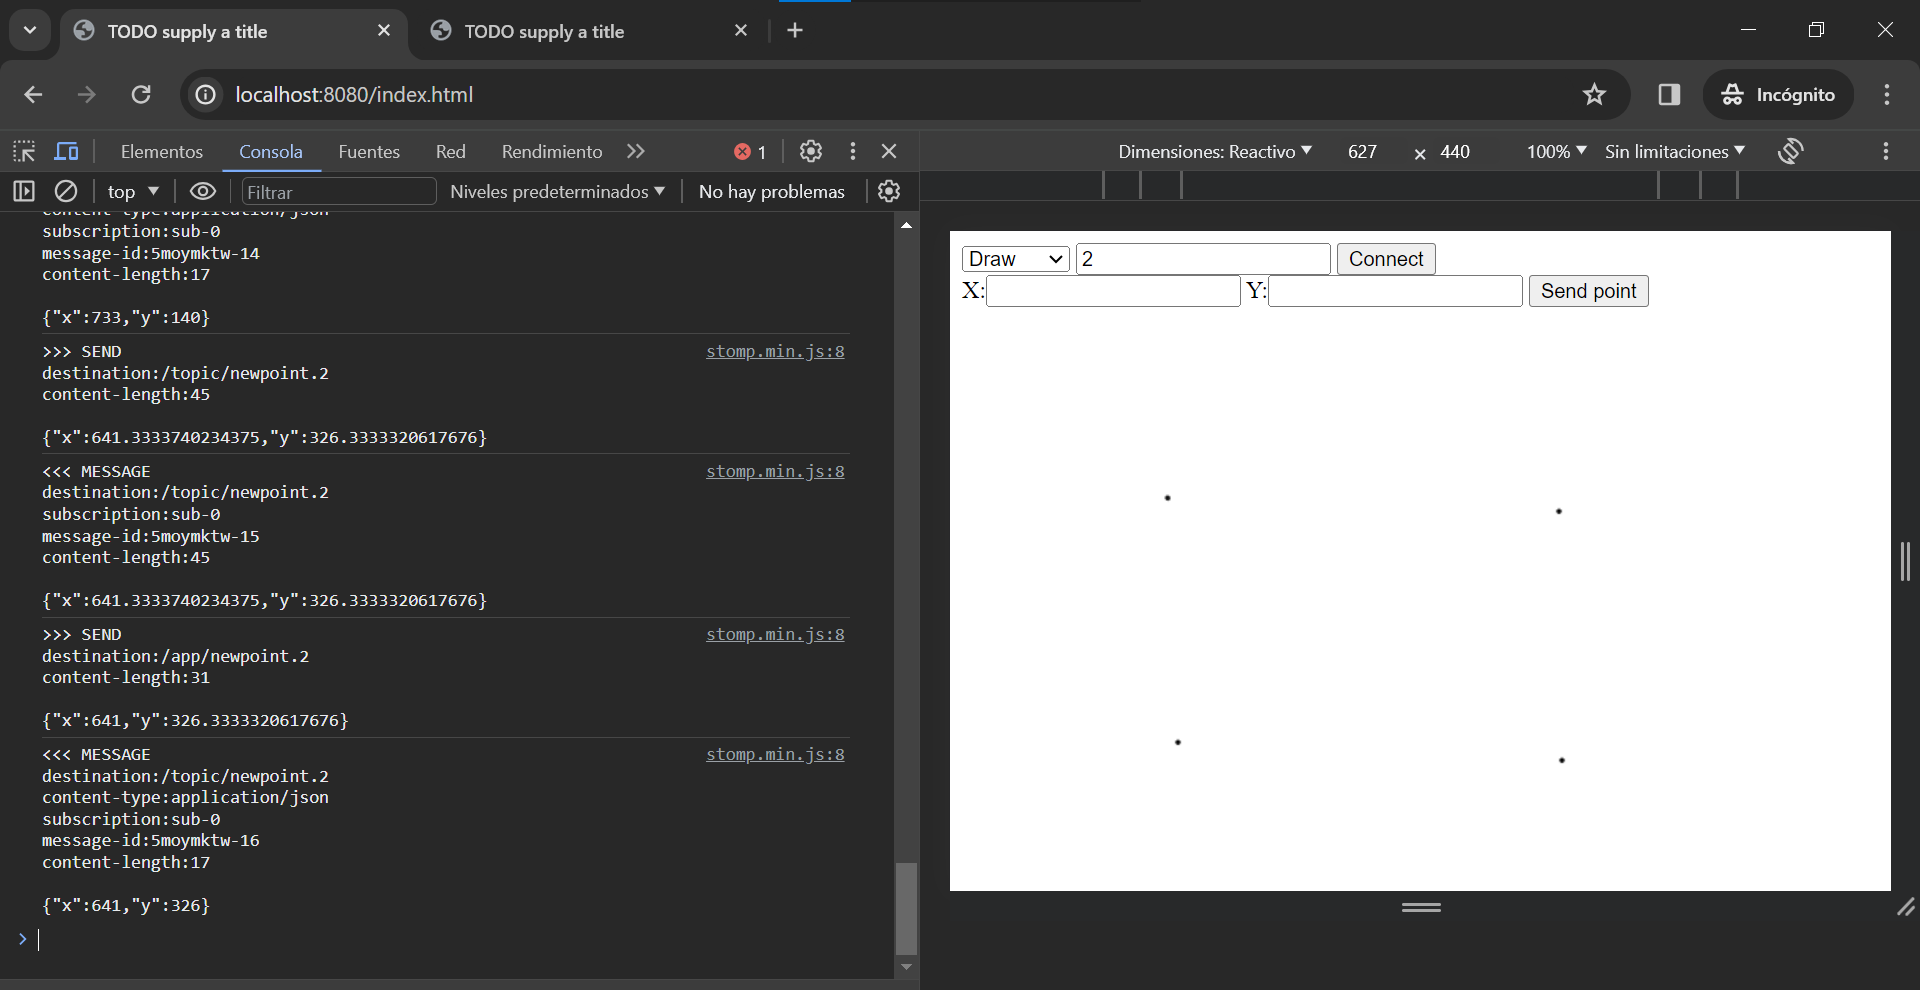 TODO supply a title
TODO supply a title
localhost:8080/index.html
Incógnito
Elementos Consola Fuentes Red Rendimiento 1
Dimensiones: Reactivo 627 × 440 100% Sin limitaciones
top Filtrar Niveles predeterminados No hay problemas
content-type:application/json
subscription:sub-0
message-id:5moymktw-14
content-length:17
{"x":733,"y":140}
>>> SEND stomp.min.js:8
destination:/topic/newpoint.2
content-length:45
{"x":641.3333740234375,"y":326.3333320617676}
<<< MESSAGE stomp.min.js:8
destination:/topic/newpoint.2
subscription:sub-0
message-id:5moymktw-15
content-length:45
{"x":641.3333740234375,"y":326.3333320617676}
>>> SEND stomp.min.js:8
destination:/app/newpoint.2
content-length:31
{"x":641,"y":326.3333320617676}
<<< MESSAGE stomp.min.js:8
destination:/topic/newpoint.2
content-type:application/json
subscription:sub-0
message-id:5moymktw-16
content-length:17
{"x":641,"y":326}
Draw 2 Connect
X: Y: Send point